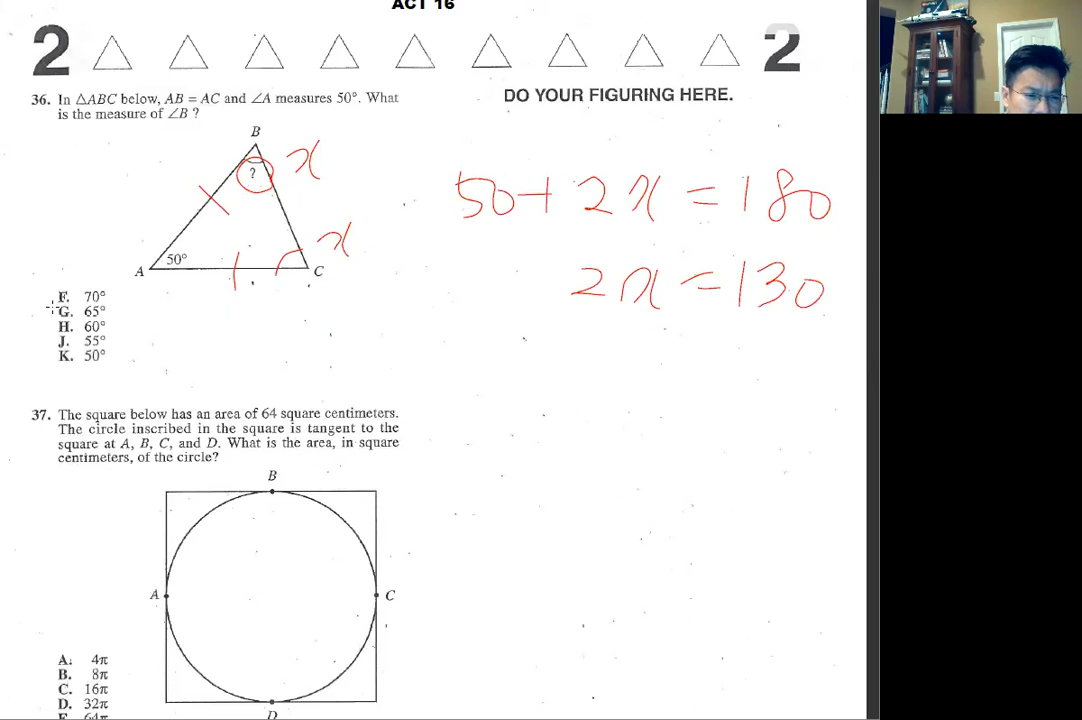 ACT 16
2 2
36. In △ABC below, AB = AC and ∠A measures 50°. What
is the measure of ∠B ?
DO YOUR FIGURING HERE.
B
?
x
x
50°
A
C
50+2x=180
2x=130
F. 70°
G. 65°
H. 60°
J. 55°
K. 50°
37. The square below has an area of 64 square centimeters.
The circle inscribed in the square is tangent to the
square at A, B, C, and D. What is the area, in square
centimeters, of the circle?
B
A
C
D
A. 4π
B. 8π
C. 16π
D. 32π
E. 64π